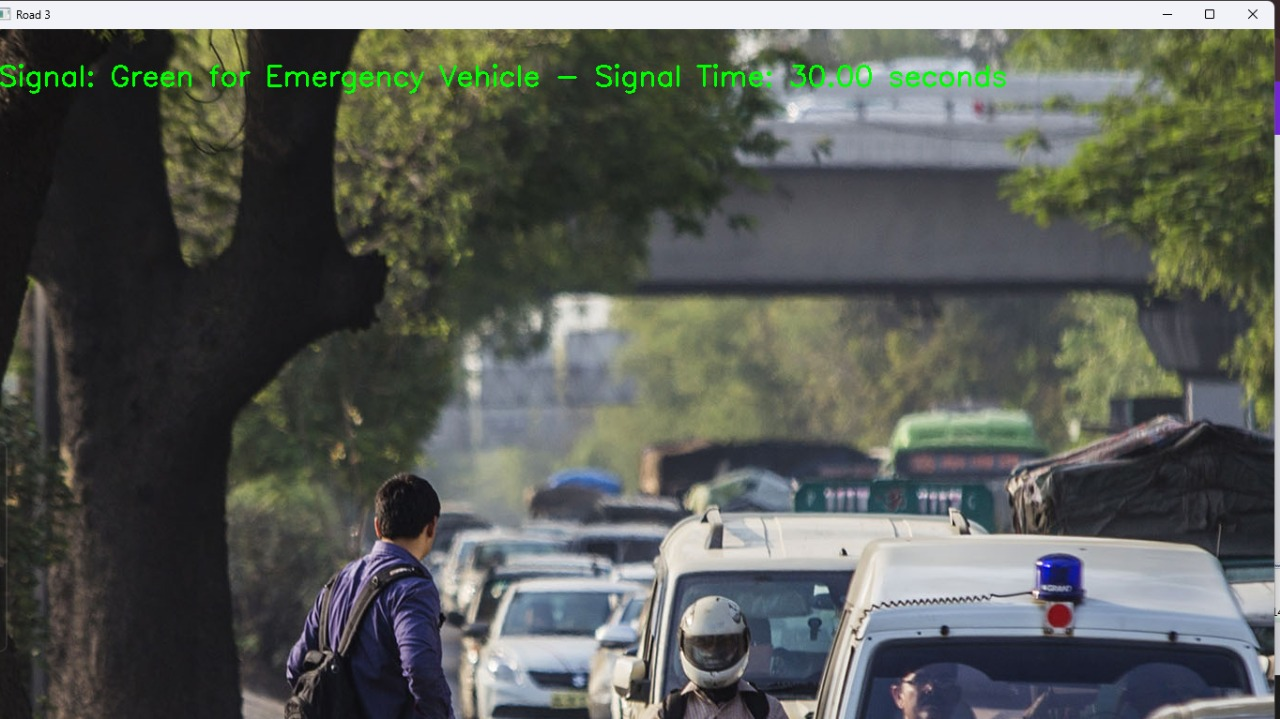 Road 3
Signal: Green for Emergency Vehicle - Signal Time: 30.00 seconds